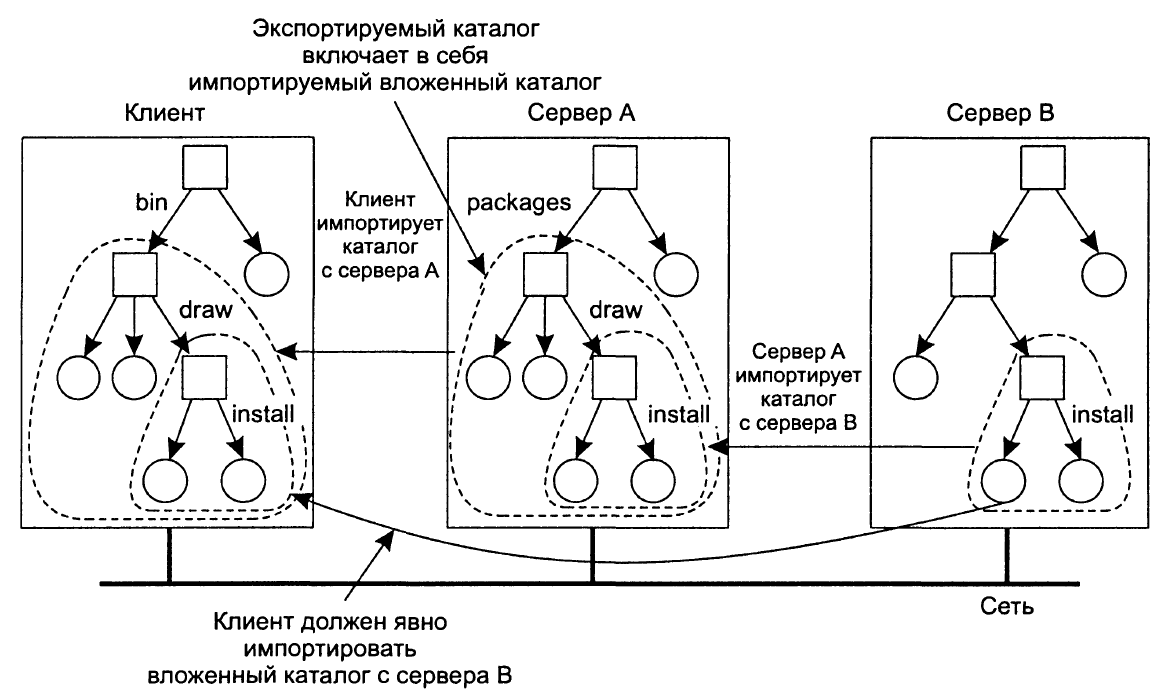 Экспортируемый каталог
включает в себя
импортируемый вложенный каталог
Клиент
Сервер A
Сервер B
bin
Клиент
импортирует
каталог
с сервера A
packages
draw
draw
Сервер A
импортирует
каталог
с сервера B
install
install
install
Сеть
Клиент должен явно
импортировать
вложенный каталог с сервера B